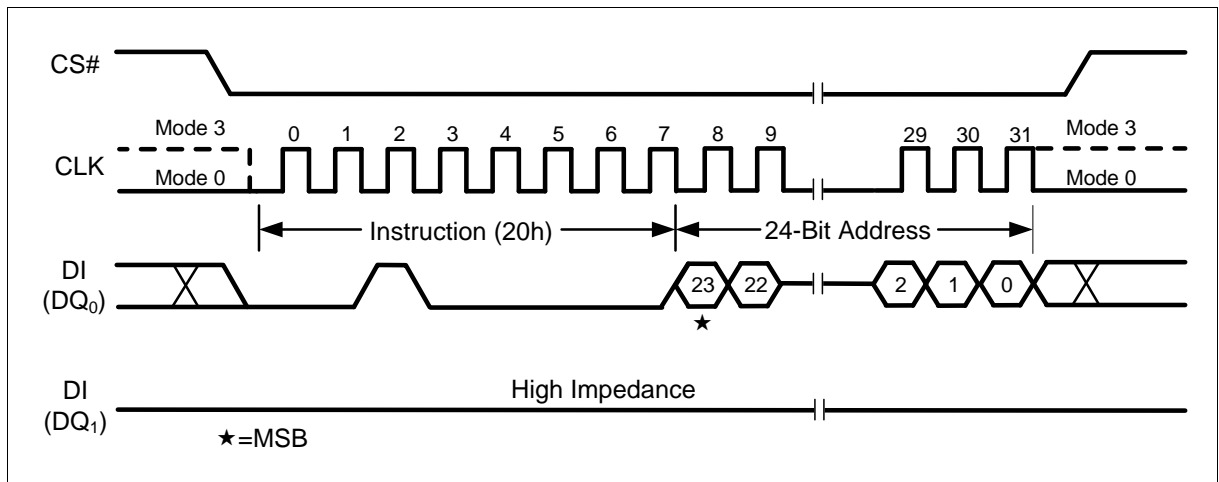 CS#
Mode 3 0 1 2 3 4 5 6 7 8 9 29 30 31 Mode 3
CLK
Mode 0 Mode 0
Instruction (20h) 24-Bit Address
DI
(DQ0)
23 22 2 1 0
★
High Impedance
DI
(DQ1)
★=MSB